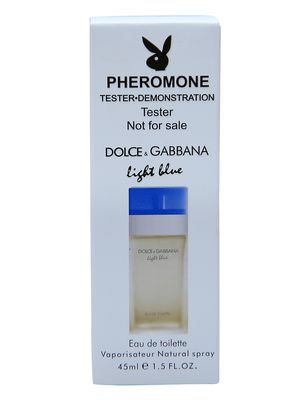 PHEROMONE
TESTER•DEMONSTRATION
Tester
Not for sale
DOLCE & GABBANA
light blue
DOLCE & GABBANA
light blue
Eau de toilette
Vaporisateur Natural spray
45ml ℮ 1.5 FL.OZ.